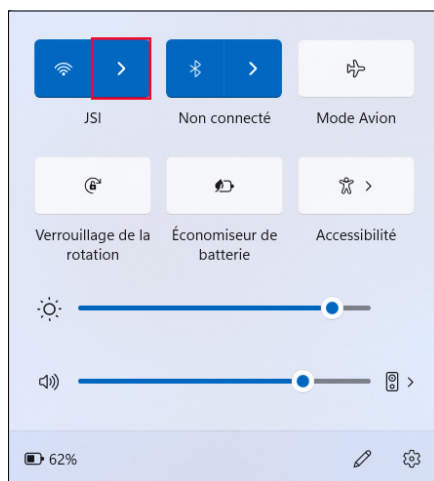 JSI
Non connecté
Mode Avion
Verrouillage de la
rotation
Économiseur de
batterie
Accessibilité
62%